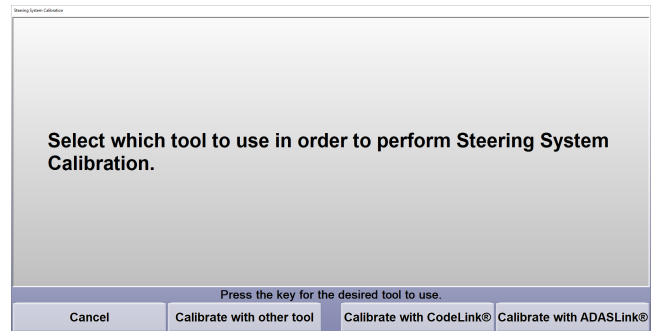 Steering System Calibration
Select which tool to use in order to perform Steering System
Calibration.
Press the key for the desired tool to use.
Cancel
Calibrate with other tool
Calibrate with CodeLink®
Calibrate with ADASLink®